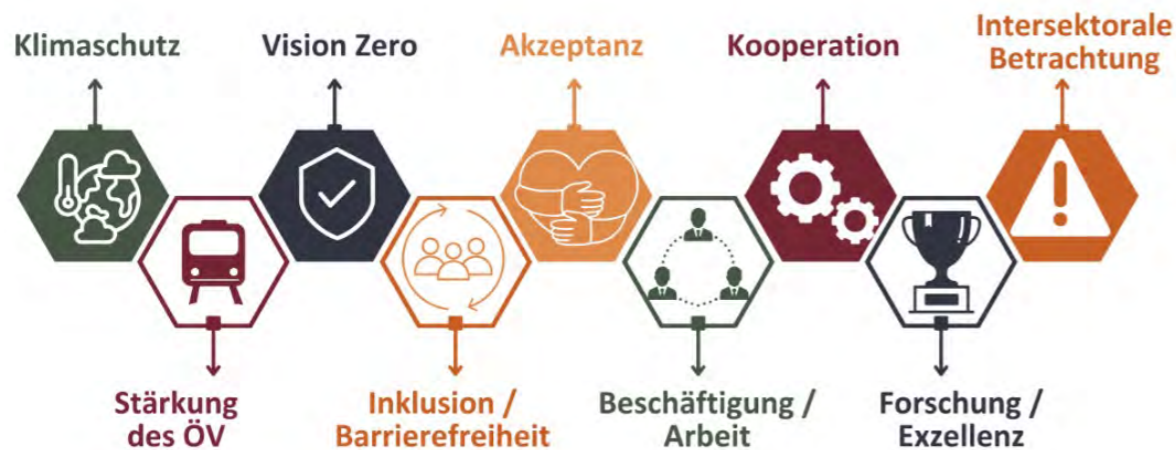 Klimaschutz
Vision Zero
Akzeptanz
Kooperation
Intersektorale
Betrachtung
Stärkung
des ÖV
Inklusion /
Barrierefreiheit
Beschäftigung /
Arbeit
Forschung /
Exzellenz